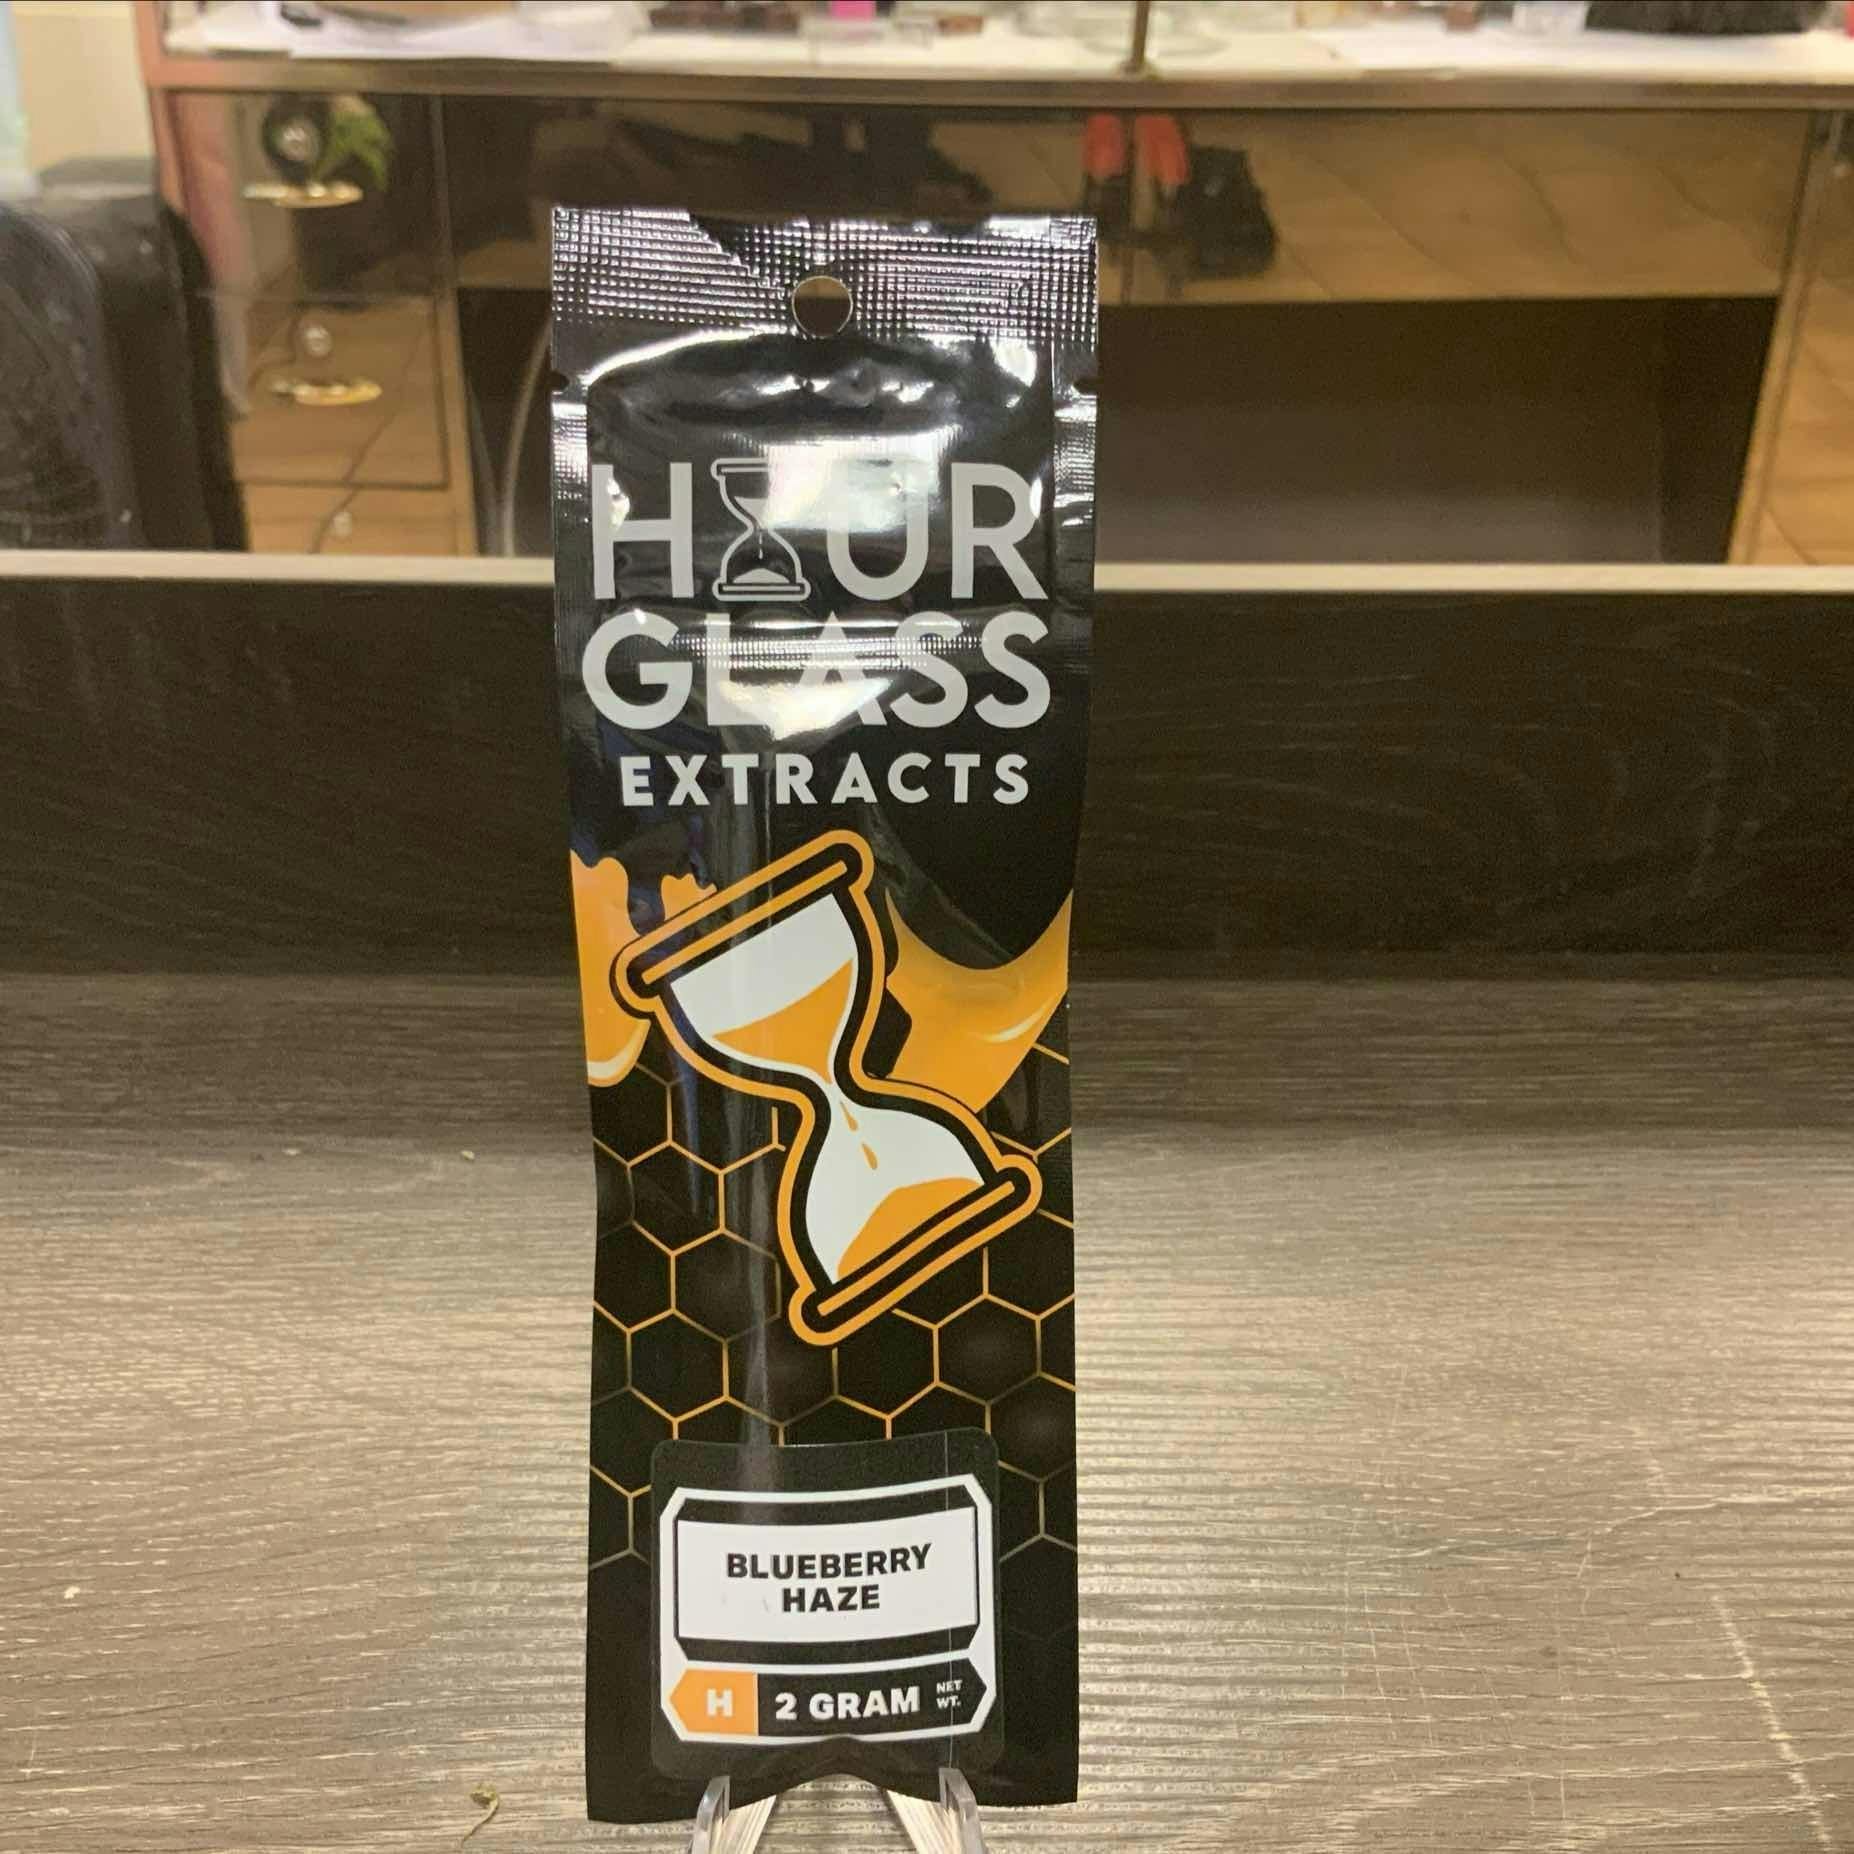 HOUR
GLASS
EXTRACTS
BLUEBERRY
HAZE
H 2 GRAM NET WT.